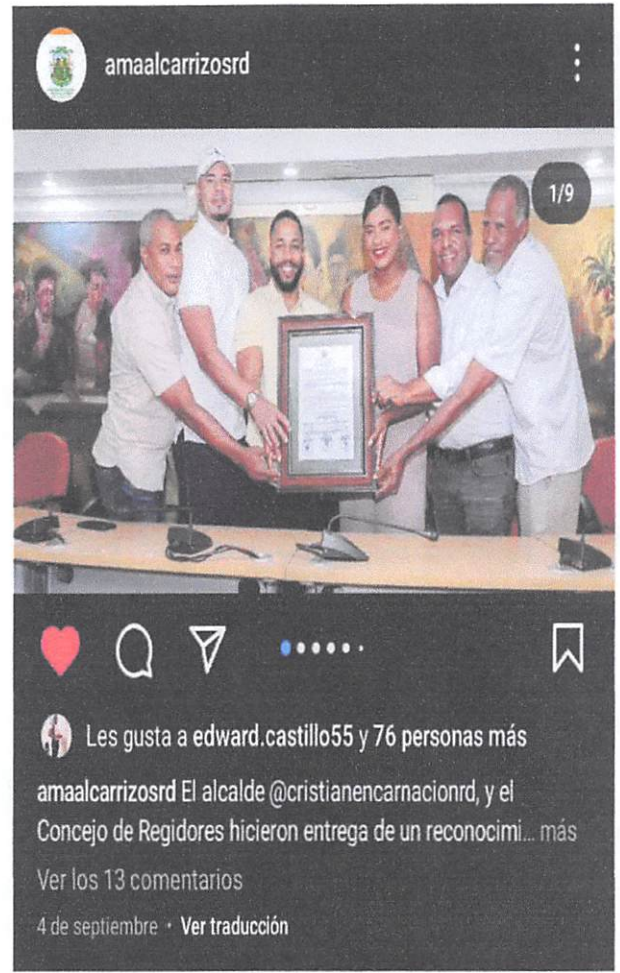 amaalcarrizosrd
1/9
Les gusta a edward.castillo55 y 76 personas más
amaalcarrizosrd El alcalde @cristianencarnacionrd, y el
Concejo de Regidores hicieron entrega de un reconocimi... más
Ver los 13 comentarios
4 de septiembre · Ver traducción